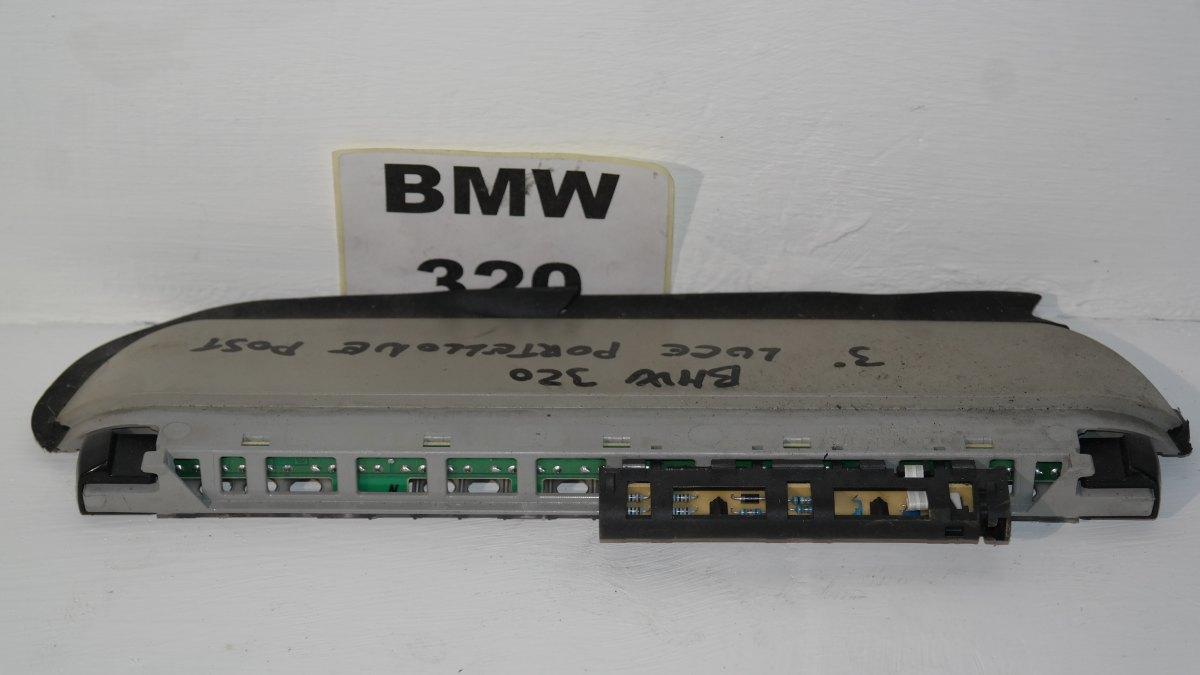 BMW
320
3° LUCE PORTELLONE POST
BMW 320